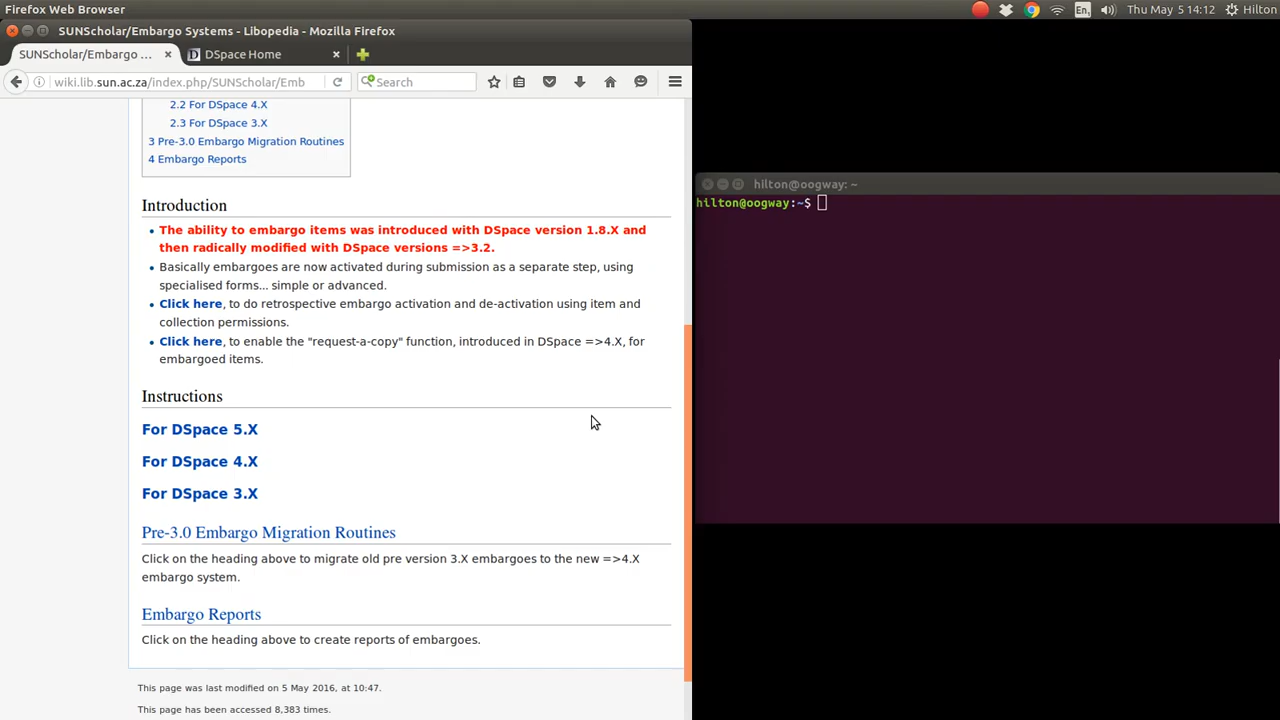 Firefox Web Browser
En1
Thu May 5 14:12
Hilton
SUNScholar/Embargo Systems - Libopedia - Mozilla Firefox
SUNScholar/Embargo ...
DSpace Home
wiki.lib.sun.ac.za/index.php/SUNScholar/Emb
Search
2.2 For DSpace 4.X
2.3 For DSpace 3.X
3 Pre-3.0 Embargo Migration Routines
4 Embargo Reports
Introduction
The ability to embargo items was introduced with DSpace version 1.8.X and
then radically modified with DSpace versions =>3.2.
Basically embargoes are now activated during submission as a separate step, using
specialised forms... simple or advanced.
Click here, to do retrospective embargo activation and de-activation using item and
collection permissions.
Click here, to enable the "request-a-copy" function, introduced in DSpace =>4.X, for
embargoed items.
Instructions
For DSpace 5.X
For DSpace 4.X
For DSpace 3.X
Pre-3.0 Embargo Migration Routines
Click on the heading above to migrate old pre version 3.X embargoes to the new =>4.X
embargo system.
Embargo Reports
Click on the heading above to create reports of embargoes.
This page was last modified on 5 May 2016, at 10:47.
This page has been accessed 8,383 times.
hilton@oogway: ~
hilton@oogway:~$